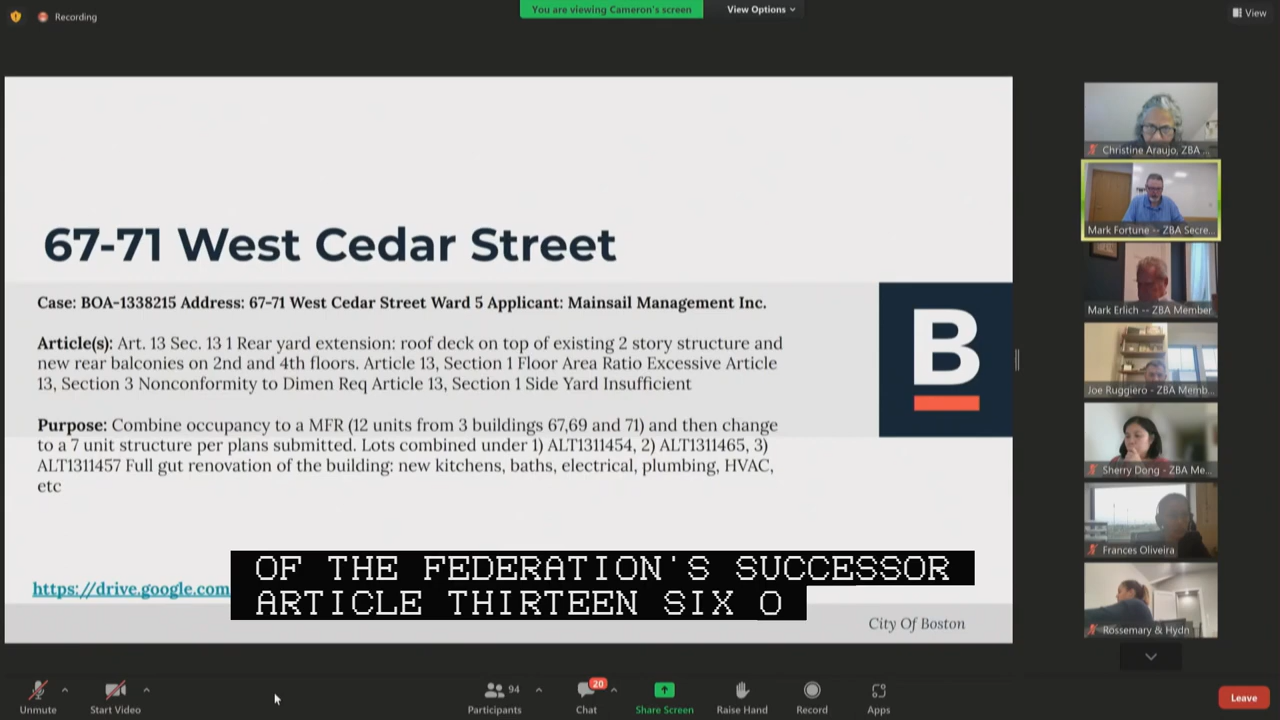 Recording
You are viewing Cameron's screen
View Options
View
67-71 West Cedar Street
Case: BOA-1338215 Address: 67-71 West Cedar Street Ward 5 Applicant: Mainsail Management Inc.
Article(s): Art. 13 Sec. 13 1 Rear yard extension: roof deck on top of existing 2 story structure and
new rear balconies on 2nd and 4th floors. Article 13, Section 1 Floor Area Ratio Excessive Article
13, Section 3 Nonconformity to Dimen Req Article 13, Section 1 Side Yard Insufficient
Purpose: Combine occupancy to a MFR (12 units from 3 buildings 67,69 and 71) and then change
to a 7 unit structure per plans submitted. Lots combined under 1) ALT1311454, 2) ALT1311465, 3)
ALT1311457 Full gut renovation of the building: new kitchens, baths, electrical, plumbing, HVAC,
etc
B
https://drive.google.com
City Of Boston
OF THE FEDERATION'S SUCCESSOR
ARTICLE THIRTEEN SIX O
Christine Araujo, ZBA ...
Mark Fortune -- ZBA Secre...
Mark Erlich -- ZBA Member
Joe Ruggiero - ZBA Memb...
Sherry Dong - ZBA Me...
Frances Oliveira
Rossemary & Hydn
Unmute
Start Video
94
Participants
20
Chat
Share Screen
Raise Hand
Record
Apps
Leave